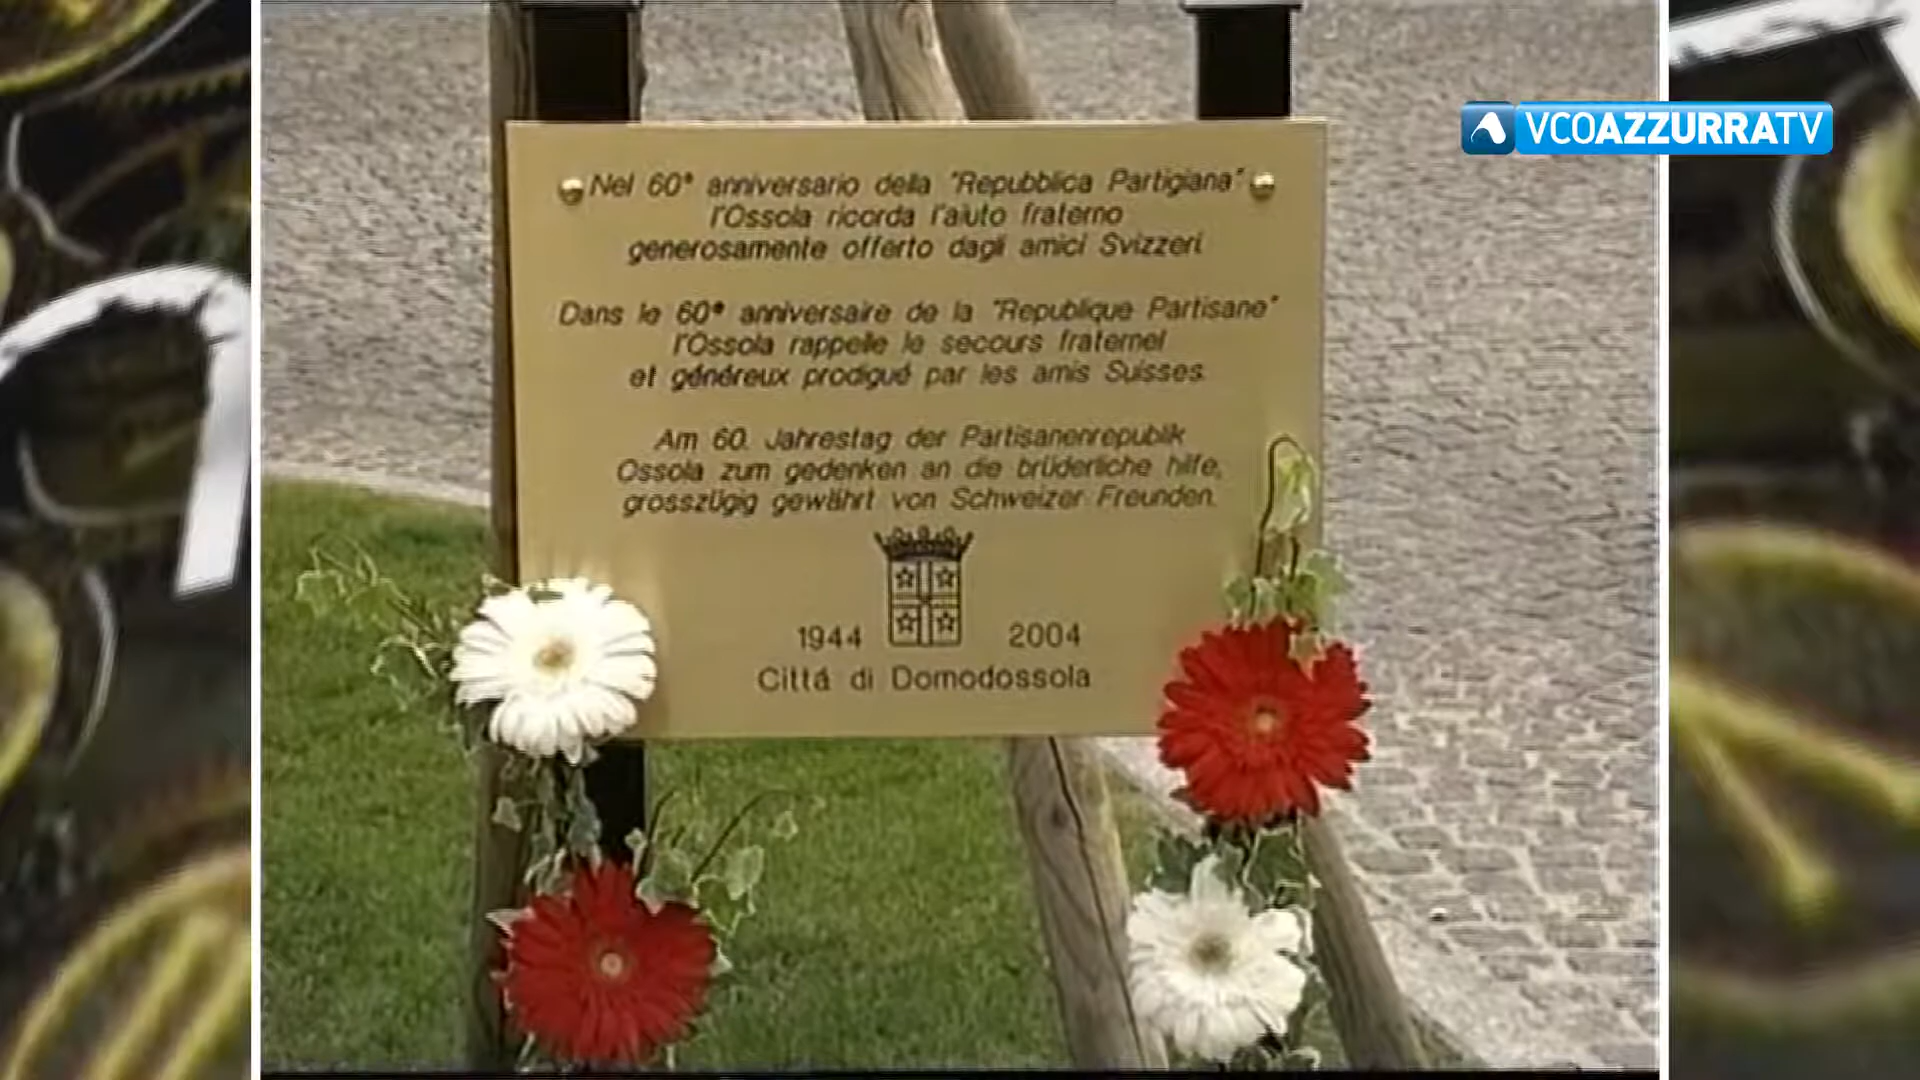 VCOAZZURRATV
Nel 60° anniversario della "Repubblica Partigiana"
l'Ossola ricorda l'aiuto fraterno
generosamente offerto dagli amici Svizzeri
Dans le 60° anniversaire de la "Republique Partisane"
l'Ossola rappelle le secours fraternel
et généreux prodigué par les amis Suisses.
Am 60. Jahrestag der Partisanenrepublik
Ossola zum gedenken an die brüderliche hilfe,
grosszügig gewährt von Schweizer Freunden.
1944 2004
Cittá di Domodossola